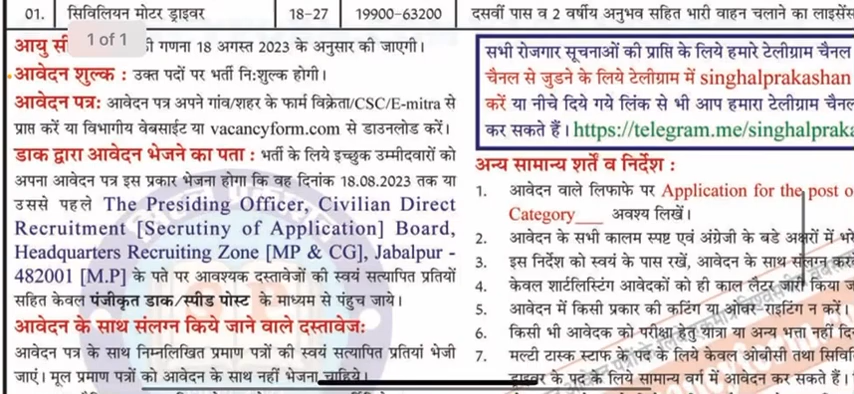 01. सिविलियन मोटर ड्राइवर 18-27 19900-63200 दसवीं पास व 2 वर्षीय अनुभव सहित भारी वाहन चलाने का लाइसेंस
आयु सी 1 of 1 की गणना 18 अगस्त 2023 के अनुसार की जाएगी।
आवेदन शुल्क : उक्त पदों पर भर्ती नि:शुल्क होगी।
आवेदन पत्र: आवेदन पत्र अपने गांव/शहर के फार्म विक्रेता/CSC/E-mitra से
प्राप्त करें या विभागीय वेबसाईट या vacancyform.com से डाउनलोड करें।
डाक द्वारा आवेदन भेजने का पता : भर्ती के लिये इच्छुक उम्मीदवारों को
अपना आवेदन पत्र इस प्रकार भेजना होगा कि वह दिनांक 18.08.2023 तक या
उससे पहले The Presiding Officer, Civilian Direct
Recruitment [Secrutiny of Application] Board,
Headquarters Recruiting Zone [MP & CG], Jabalpur -
482001 [M.P] के पते पर आवश्यक दस्तावेजों की स्वयं सत्यापित प्रतियों
सहित केवल पंजीकृत डाक/स्पीड पोस्ट के माध्यम से पंहुच जाये।
आवेदन के साथ संलग्न किये जाने वाले दस्तावेज:
आवेदन पत्र के साथ निम्नलिखित प्रमाण पत्रों की स्वयं सत्यापित प्रतियां भेजी
जाएं। मूल प्रमाण पत्रों को आवेदन के साथ नहीं भेजना चाहिये।
सभी रोजगार सूचनाओं की प्राप्ति के लिये हमारे टेलीग्राम चैनल
चैनल से जुडने के लिये टेलीग्राम में singhalprakashan
करें या नीचे दिये गये लिंक से भी आप हमारा टेलीग्राम चैनल
कर सकते हैं। https://telegram.me/singhalpraka
अन्य सामान्य शर्तें व निर्देश :
1. आवेदन वाले लिफाफे पर Application for the post o
Category___ अवश्य लिखें।
2. आवेदन के सभी कालम स्पष्ट एवं अंग्रेजी के बडे अक्षरों में भरें
3. इस निर्देश को स्वयं के पास रखें, आवेदन के साथ संलग्न कर
4. केवल शार्टलिस्टिंग आवेदकों को ही काल लैटर जारी किया ज
5. आवेदन में किसी प्रकार की कटिंग या ओवर-राइटिंग न करें।
6. किसी भी आवेदक को परीक्षा हेतु यात्रा या अन्य भत्ता नहीं दि
7. मल्टी टास्क स्टाफ के पद के लिये केवल ओबीसी तथा सिवि
ड्राइवर के पद के लिये सामान्य वर्ग में आवेदन कर सकते हैं।